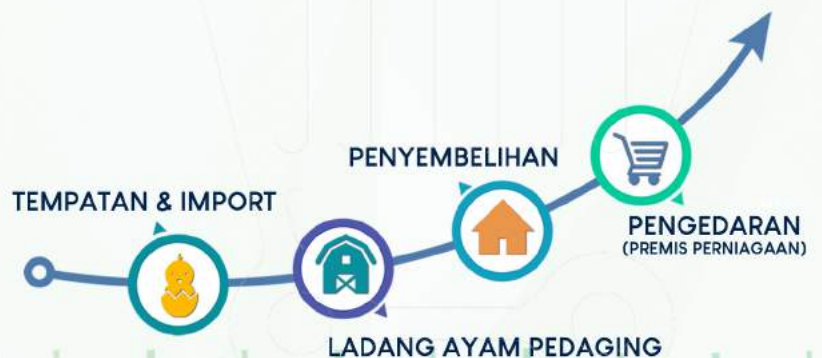 TEMPATAN & IMPORT
LADANG AYAM PEDAGING
PENYEMBELIHAN
PENGEDARAN
(PREMIS PERNIAGAAN)